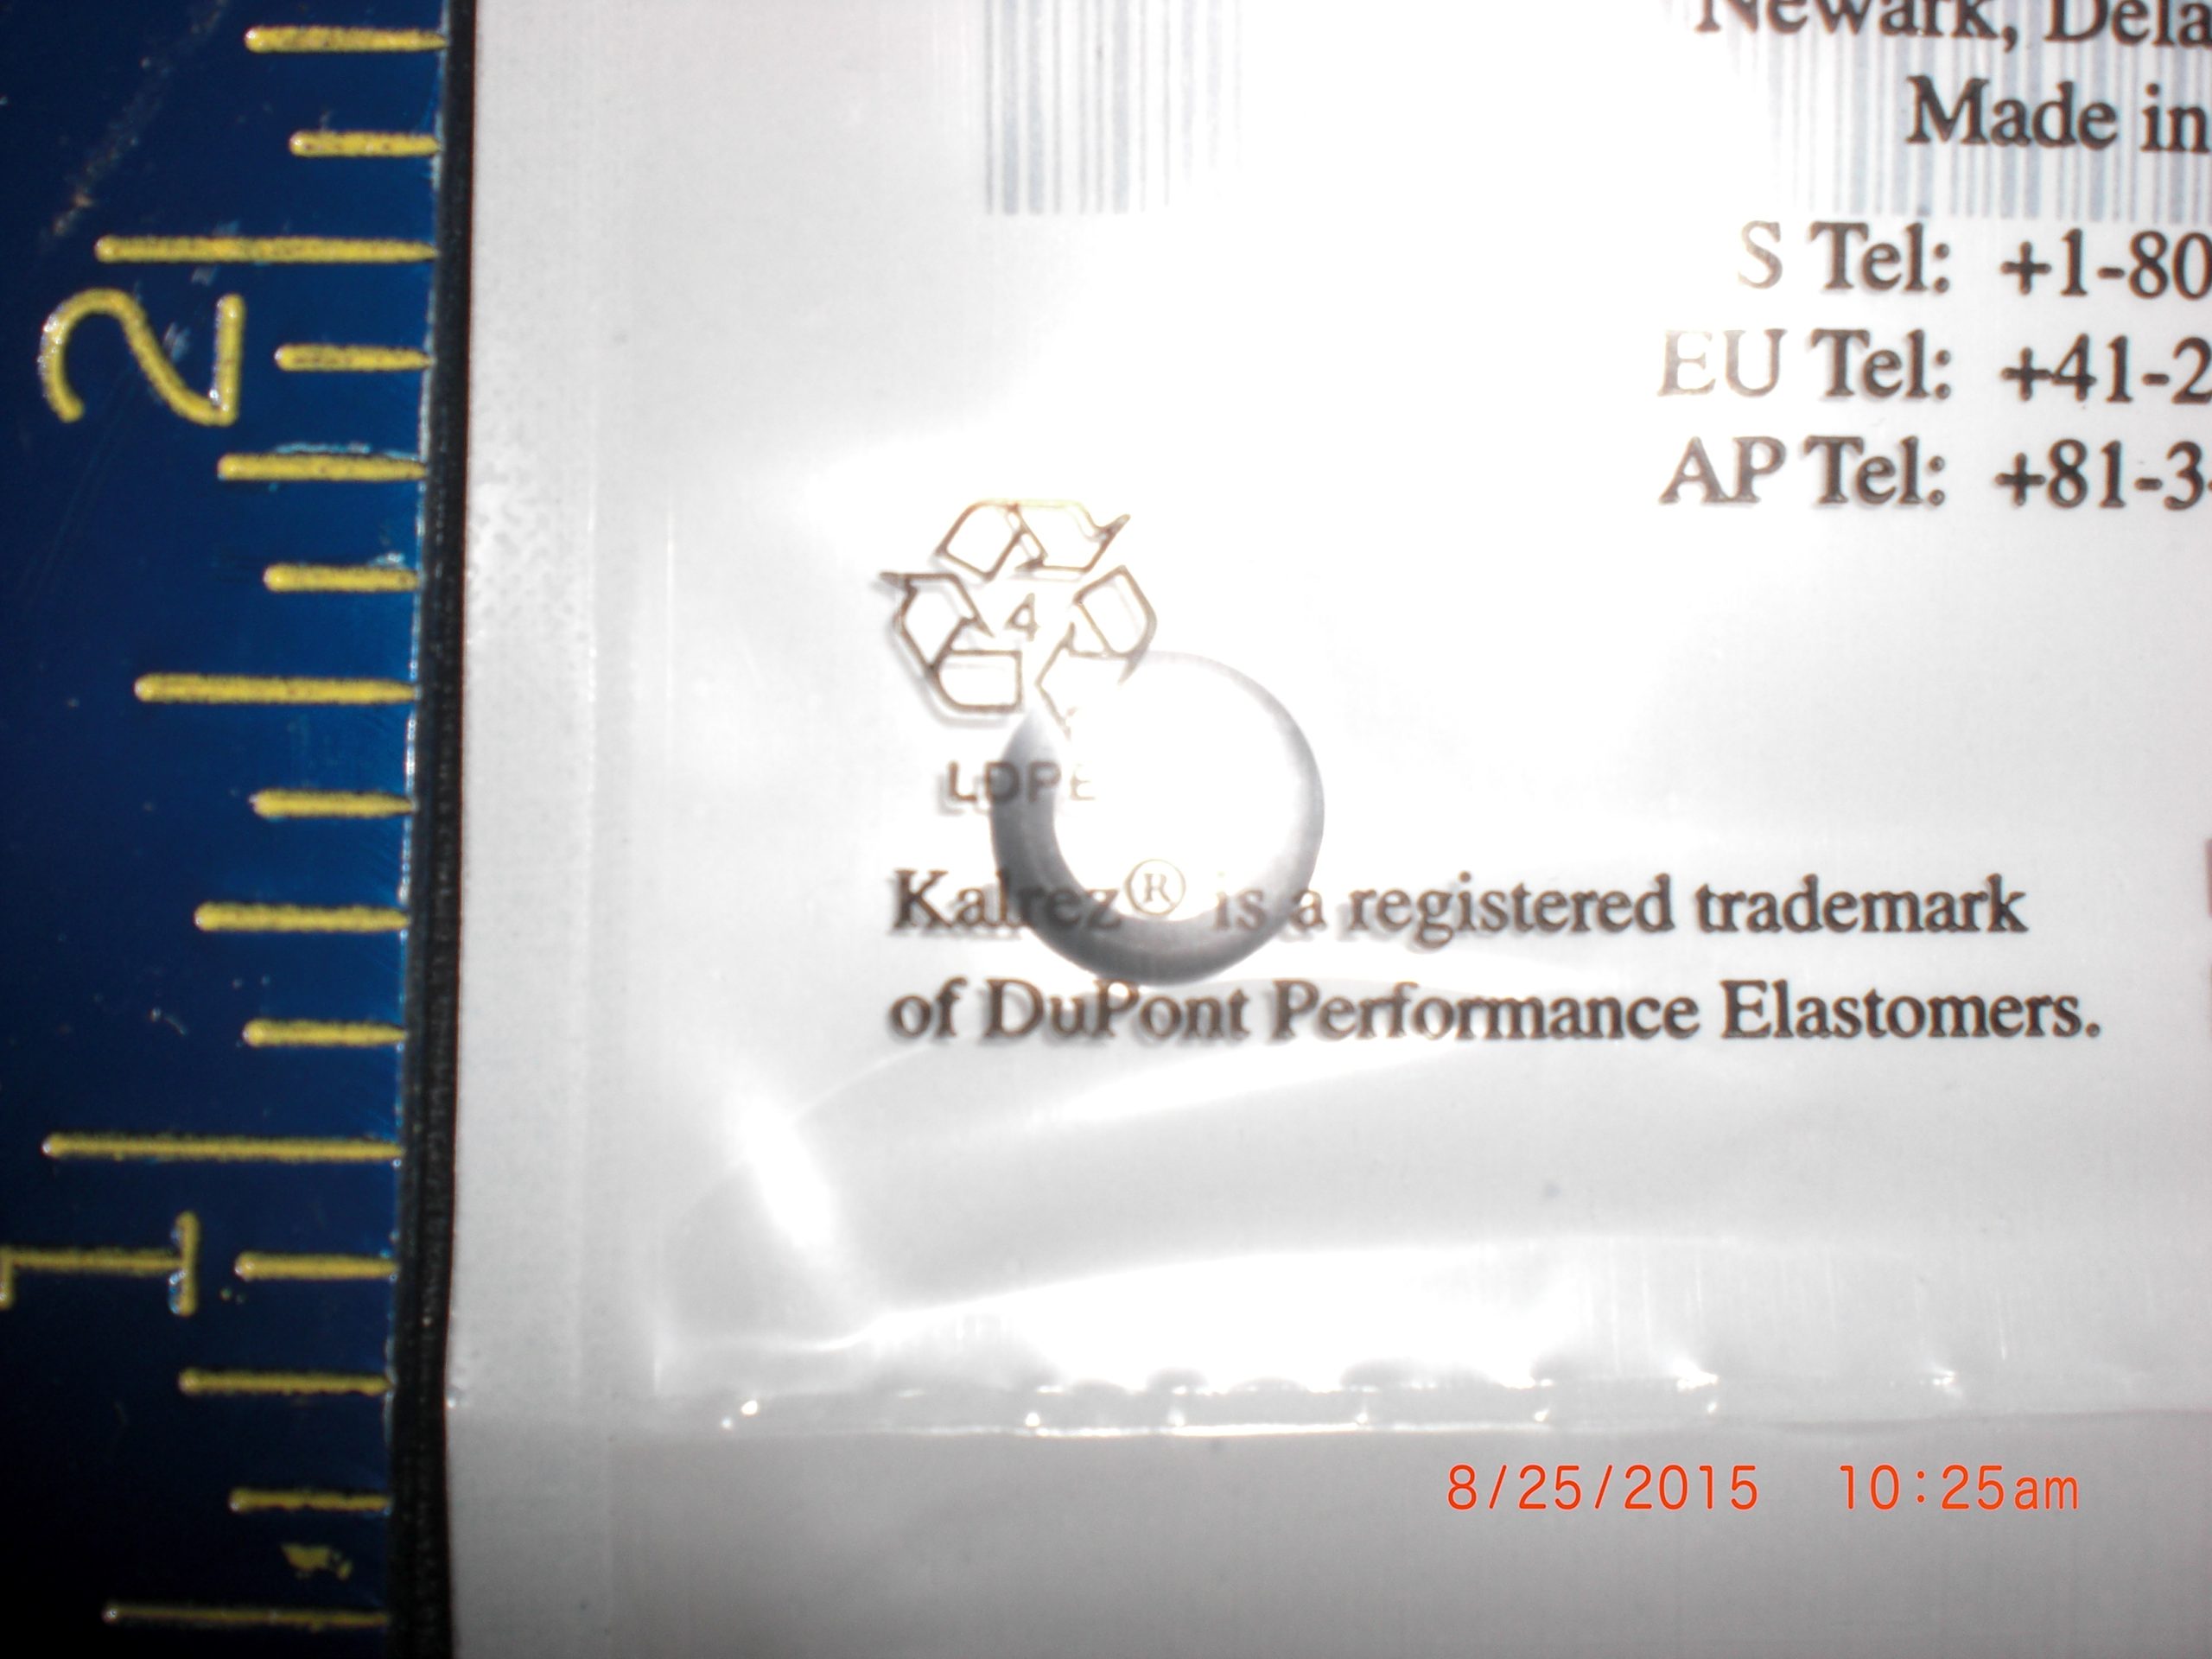 Newark, Dela
Made in
S Tel: +1-80
EU Tel: +41-2
AP Tel: +81-3-
4
LDPE
Kalrez® is a registered trademark
of DuPont Performance Elastomers.
2
1
8/25/2015 10:25am